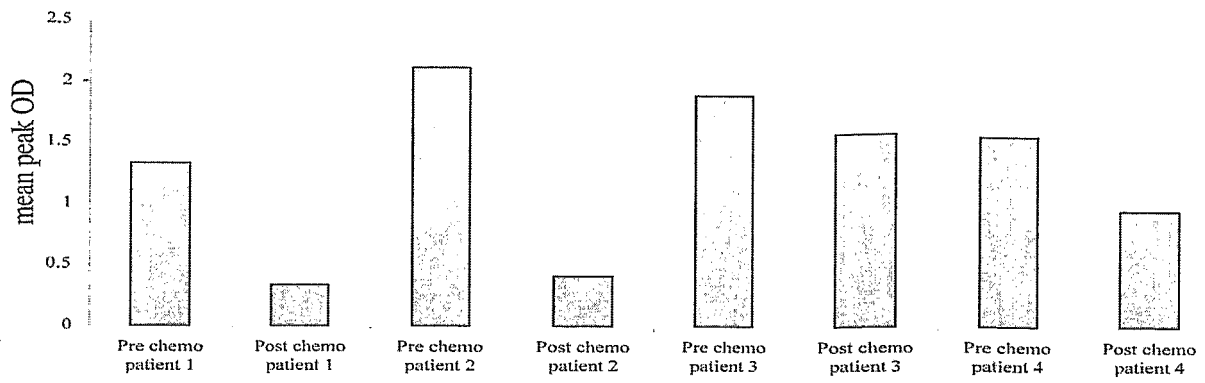 2.5
2
1.5
1
0.5
0
mean peak OD
Pre chemo
patient 1
Post chemo
patient 1
Pre chemo
patient 2
Post chemo
patient 2
Pre chemo
patient 3
Post chemo
patient 3
Pre chemo
patient 4
Post chemo
patient 4